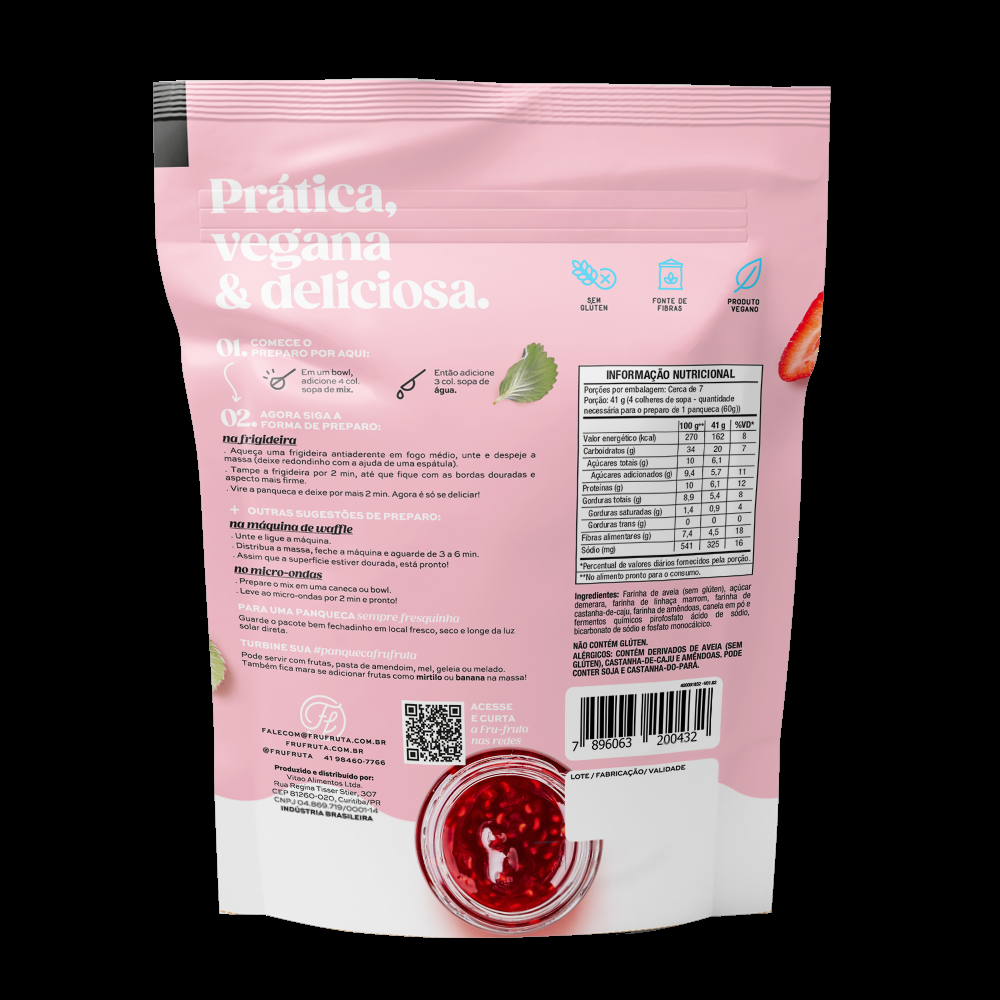 Prática,
vegana
& deliciosa.
SEM
GLÚTEN
FONTE DE
FIBRAS
PRODUTO
VEGANO
01. COMECE O
PREPARO POR AQUI:
Em um bowl,
adicione 4 col.
sopa de mix.
Então adicione
3 col. sopa de
água.
02. AGORA SIGA A
FORMA DE PREPARO:
na frigideira
. Aqueça uma frigideira antiaderente em fogo médio, unte e despeje a
massa (deixe redondinho com a ajuda de uma espátula).
. Tampe a frigideira por 2 min, até que fique com as bordas douradas e
aspecto mais firme.
. Vire a panqueca e deixe por mais 2 min. Agora é só se deliciar!
+ OUTRAS SUGESTÕES DE PREPARO:
na máquina de waffle
. Unte e ligue a máquina.
. Distribua a massa, feche a máquina e aguarde de 3 a 6 min.
. Assim que a superfície estiver dourada, está pronto!
no micro-ondas
. Prepare o mix em uma caneca ou bowl.
. Leve ao micro-ondas por 2 min e pronto!
PARA UMA PANQUECA sempre fresquinha
Guarde o pacote bem fechadinho em local fresco, seco e longe da luz
solar direta.
TURBINE SUA #panquecafrufruta
Pode servir com frutas, pasta de amendoim, mel, geleia ou melado.
Também fica mara se adicionar frutas como mirtilo ou banana na massa!
FALECOM@FRUFRUTA.COM.BR
FRUFRUTA.COM.BR
@FRUFRUTA 41 98460-7766
Produzido e distribuído por:
Vitao Alimentos Ltda.
Rua Regina Tisser Stier, 307
CEP 81260-020, Curitiba/PR
CNPJ 04.869.719/0001-14
INDÚSTRIA BRASILEIRA
ACESSE
E CURTA
a Fru-fruta
nas redes
INFORMAÇÃO NUTRICIONAL
Porções por embalagem: Cerca de 7
Porção: 41 g (4 colheres de sopa - quantidade
necessária para o preparo de 1 panqueca (60g))
100 g** 41 g %VD*
Valor energético (kcal) 270 162 8
Carboidratos (g) 34 20 7
Açúcares totais (g) 10 6,1
Açúcares adicionados (g) 9,4 5,7 11
Proteínas (g) 10 6,1 12
Gorduras totais (g) 8,9 5,4 8
Gorduras saturadas (g) 1,4 0,9 4
Gorduras trans (g) 0 0 0
Fibras alimentares (g) 7,4 4,5 18
Sódio (mg) 541 325 16
*Percentual de valores diários fornecidos pela porção.
**No alimento pronto para o consumo.
Ingredientes: Farinha de aveia (sem glúten), açúcar
demerara, farinha de linhaça marrom, farinha de
castanha-de-caju, farinha de amêndoas, canela em pó e
fermentos químicos pirofosfato ácido de sódio,
bicarbonato de sódio e fosfato monocálcico.
NÃO CONTÉM GLÚTEN.
ALÉRGICOS: CONTÉM DERIVADOS DE AVEIA (SEM
GLÚTEN), CASTANHA-DE-CAJU E AMÊNDOAS. PODE
CONTER SOJA E CASTANHA-DO-PARÁ.
7 896063 200432
LOTE / FABRICAÇÃO/ VALIDADE